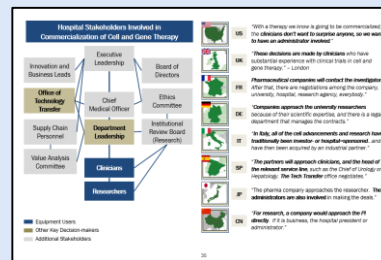 Hospital Stakeholders Involved in
Commercialization of Cell and Gene Therapy
Executive
Leadership
Innovation and
Business Leads
Board of
Directors
Office of
Technology
Transfer
Chief
Medical Officer
Ethics
Committee
Supply Chain
Personnel
Department
Leadership
Institutional
Review Board
(Research)
Value Analysis
Committee
Clinicians
Researchers
Equipment Users
Other Key Decision-makers
Additional Stakeholders
US
"With a therapy we know is going to be commercialized,
the clinicians don't want to surprise anyone, so we want
to have an administrator involved."
UK
"These decisions are made by clinicians who have
substantial experience with clinical trials in cell and
gene therapy." – London
FR
Pharmaceutical companies will contact the investigator.
After that, there are negotiations among the company,
university, hospital, research agency, everybody."
DE
"Companies approach the university researchers
because of their scientific expertise, and there is a legal
department that manages the contracts."
IT
"In Italy, all of the cell advancements and research have
traditionally been investor- or hospital-sponsored, and
have then been acquired by an industrial partner."
SP
"The partners will approach clinicians, and the head of
the relevant service line, such as the Chief of Urology or
Hepatology. The Tech Transfer office negotiates."
JP
"The pharma company approaches the researcher. The
administrators are also involved in making the deals."
CN
"For research, a company would approach the PI
directly. If it is business, the hospital president or
administrator."